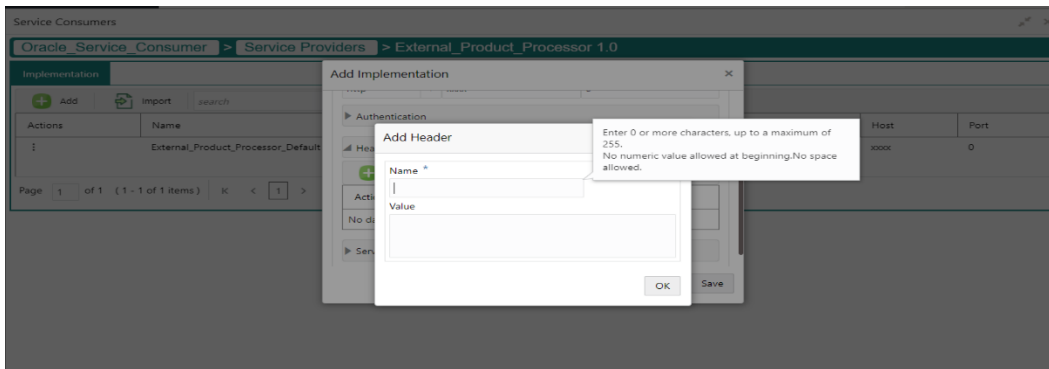 Service Consumers
Oracle_Service_Consumer > Service Providers > External_Product_Processor 1.0
Implementation
Add Import search
Actions Name Host Port
External_Product_Processor_Default xxxx 0
Page 1 of 1 (1 - 1 of 1 items) K < 1 >
Add Implementation ×
Authentication
Hea
Acti
No da
Serv
Save
Add Header
Name *
Value
OK
Enter 0 or more characters, up to a maximum of
255.
No numeric value allowed at beginning.No space
allowed.